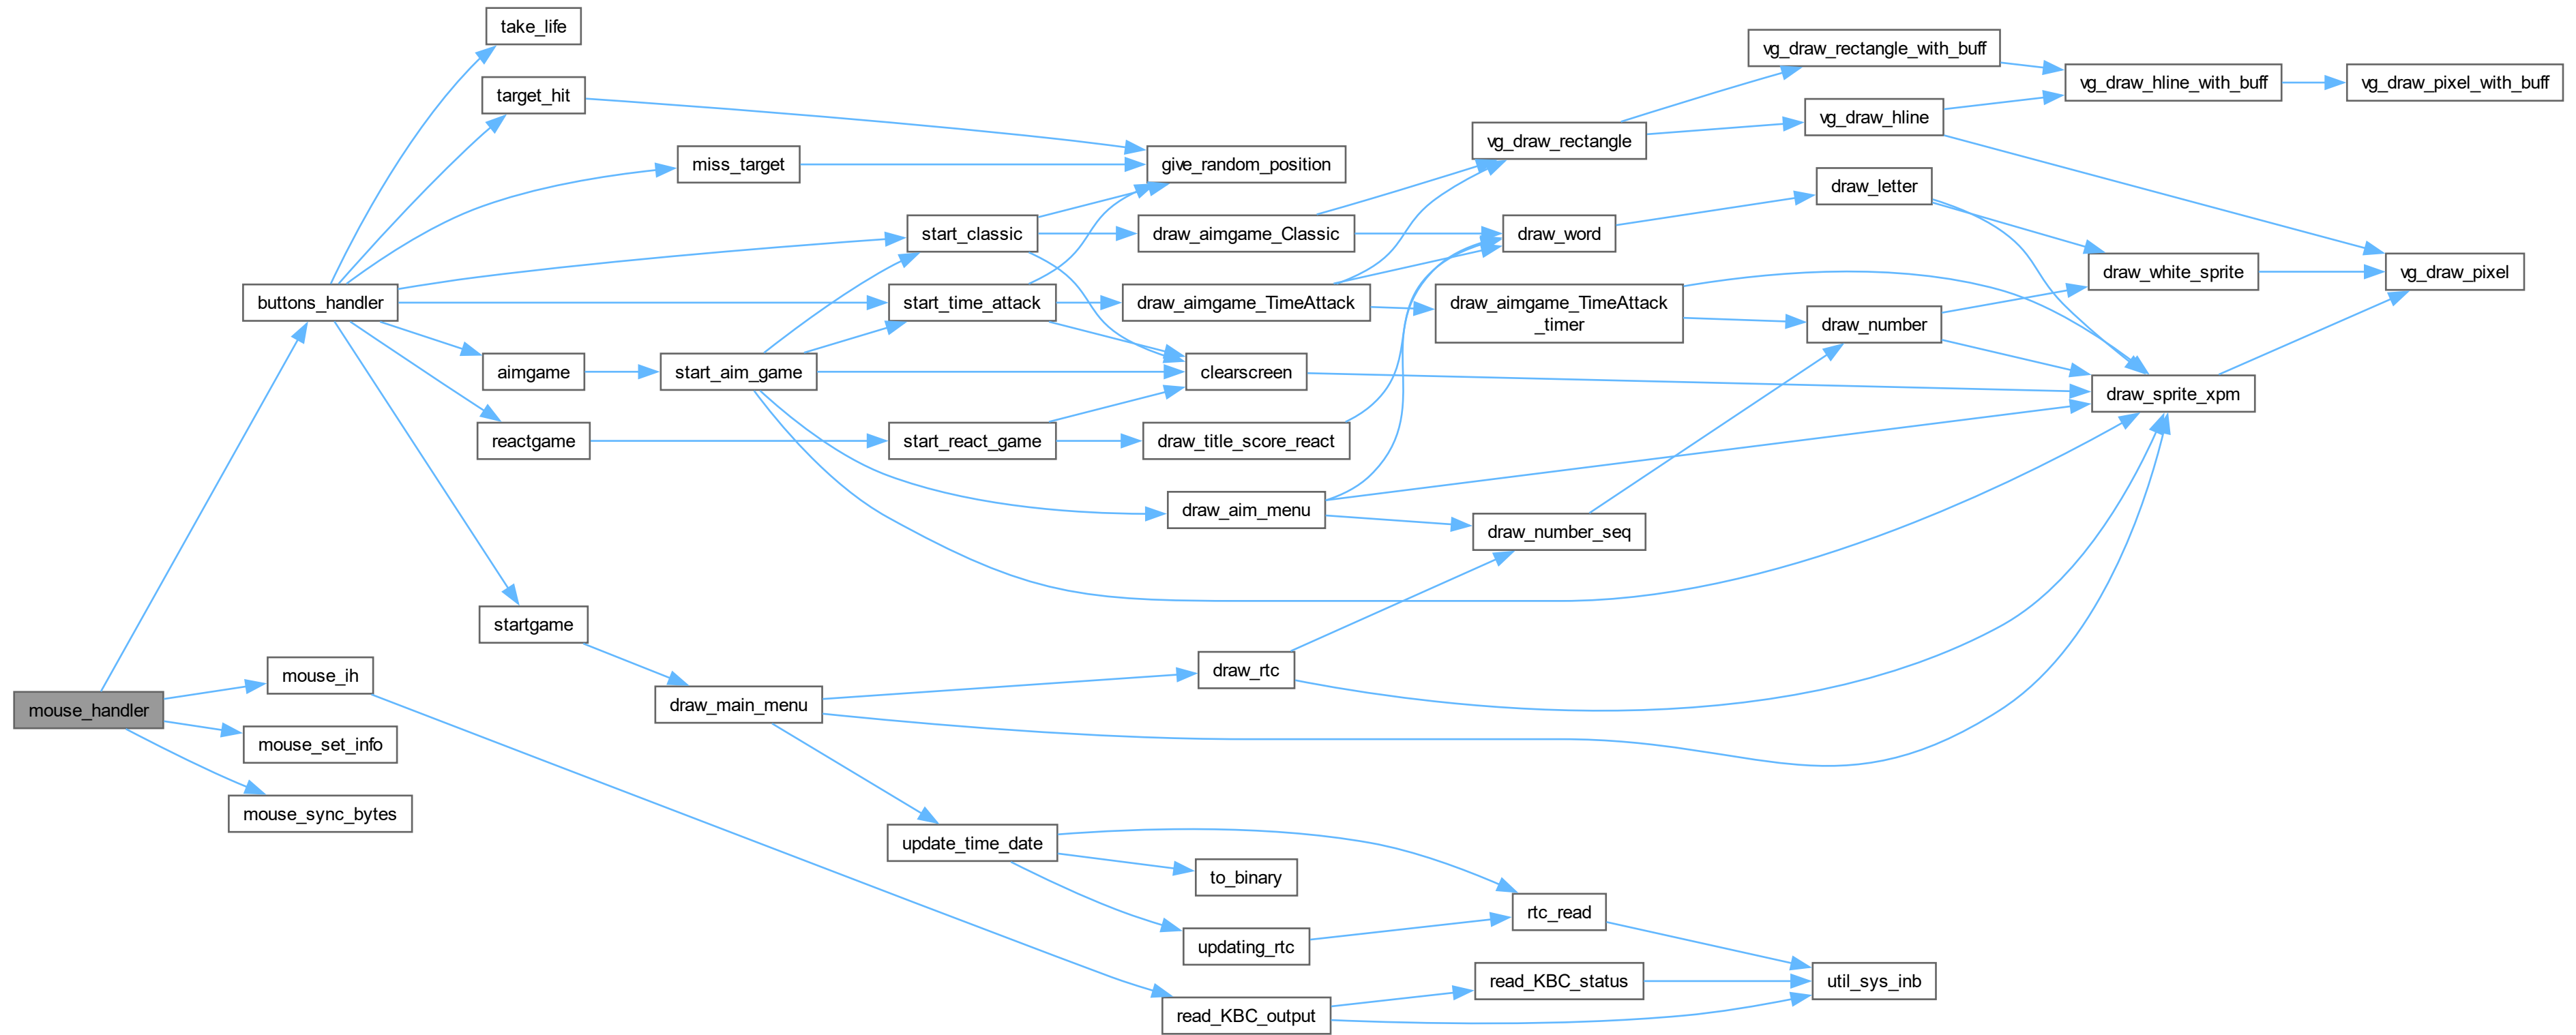 take_life
target_hit
miss_target
give_random_position
vg_draw_rectangle_with_buff
vg_draw_hline_with_buff
vg_draw_pixel_with_buff
vg_draw_rectangle
vg_draw_hline
draw_letter
start_classic
draw_aimgame_Classic
draw_word
draw_white_sprite
vg_draw_pixel
buttons_handler
start_time_attack
draw_aimgame_TimeAttack
draw_aimgame_TimeAttack
_timer
draw_number
aimgame
start_aim_game
clearscreen
draw_sprite_xpm
reactgame
start_react_game
draw_title_score_react
draw_aim_menu
draw_number_seq
startgame
mouse_ih
draw_rtc
mouse_handler
draw_main_menu
mouse_set_info
mouse_sync_bytes
update_time_date
to_binary
rtc_read
updating_rtc
read_KBC_status
util_sys_inb
read_KBC_output